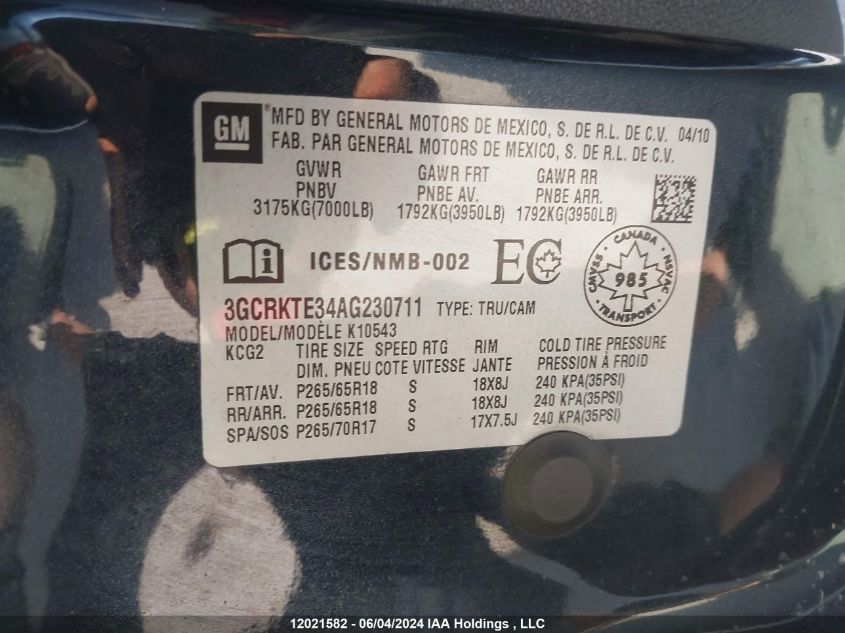 GM
® MFD BY GENERAL MOTORS DE MEXICO, S. DE R.L. DE C.V. 04/10
FAB. PAR GENERAL MOTORS DE MEXICO, S. DE R.L. DE C.V.
GVWR GAWR FRT GAWR RR
PNBV PNBE AV. PNBE ARR.
3175KG(7000LB) 1792KG(3950LB) 1792KG(3950LB)
i ICES/NMB-002 EC
CANADA
CMVSS 985 NSVAC
TRANSPORT
3GCRKTE34AG230711 TYPE: TRU/CAM
MODEL/MODÈLE K10543
KCG2 TIRE SIZE SPEED RTG RIM COLD TIRE PRESSURE
DIM. PNEU COTE VITESSE JANTE PRESSION À FROID
FRT/AV. P265/65R18 S 18X8J 240 KPA(35PSI)
RR/ARR. P265/65R18 S 18X8J 240 KPA(35PSI)
SPA/SOS P265/70R17 S 17X7.5J 240 KPA(35PSI)
12021582 - 06/04/2024 IAA Holdings , LLC